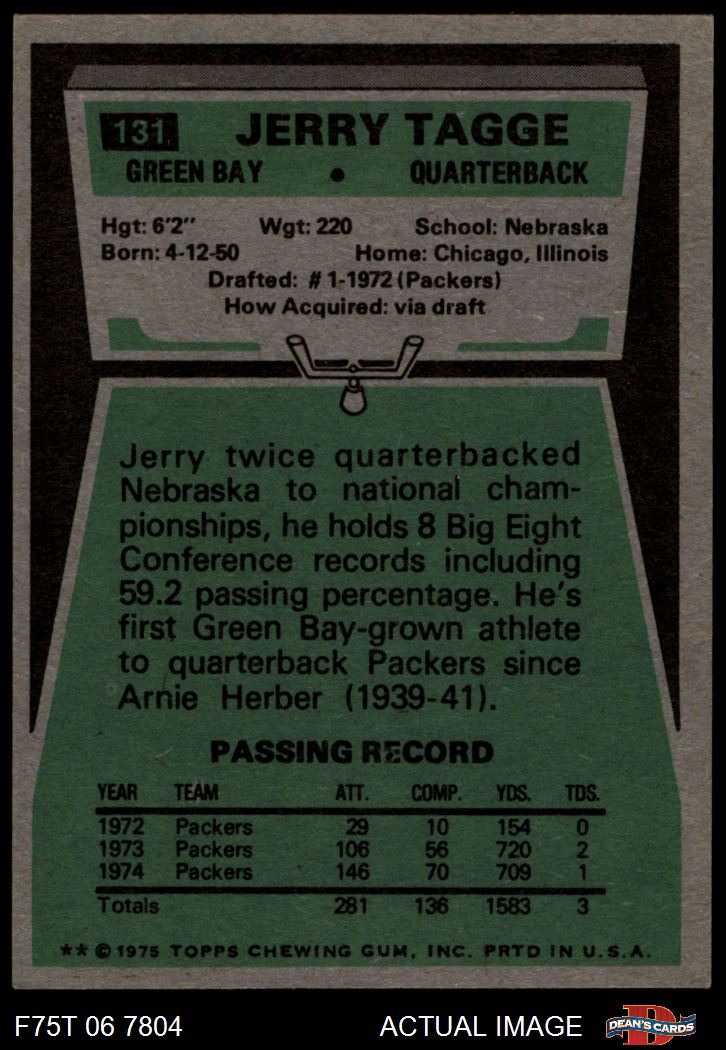 131 JERRY TAGGE
GREEN BAY • QUARTERBACK
Hgt: 6'2" Wgt: 220 School: Nebraska
Born: 4-12-50 Home: Chicago, Illinois
Drafted: #1-1972 (Packers)
How Acquired: via draft
Jerry twice quarterbacked
Nebraska to national cham-
pionships, he holds 8 Big Eight
Conference records including
59.2 passing percentage. He's
first Green Bay-grown athlete
to quarterback Packers since
Arnie Herber (1939-41).
PASSING RECORD
YEAR TEAM ATT. COMP. YDS. TDS.
1972 Packers 29 10 154 0
1973 Packers 106 56 720 2
1974 Packers 146 70 709 1
Totals 281 136 1583 3
** © 1975 TOPPS CHEWING GUM, INC. PRTD IN U.S.A.
F75T 06 7804 ACTUAL IMAGE D DEAN'S CARDS